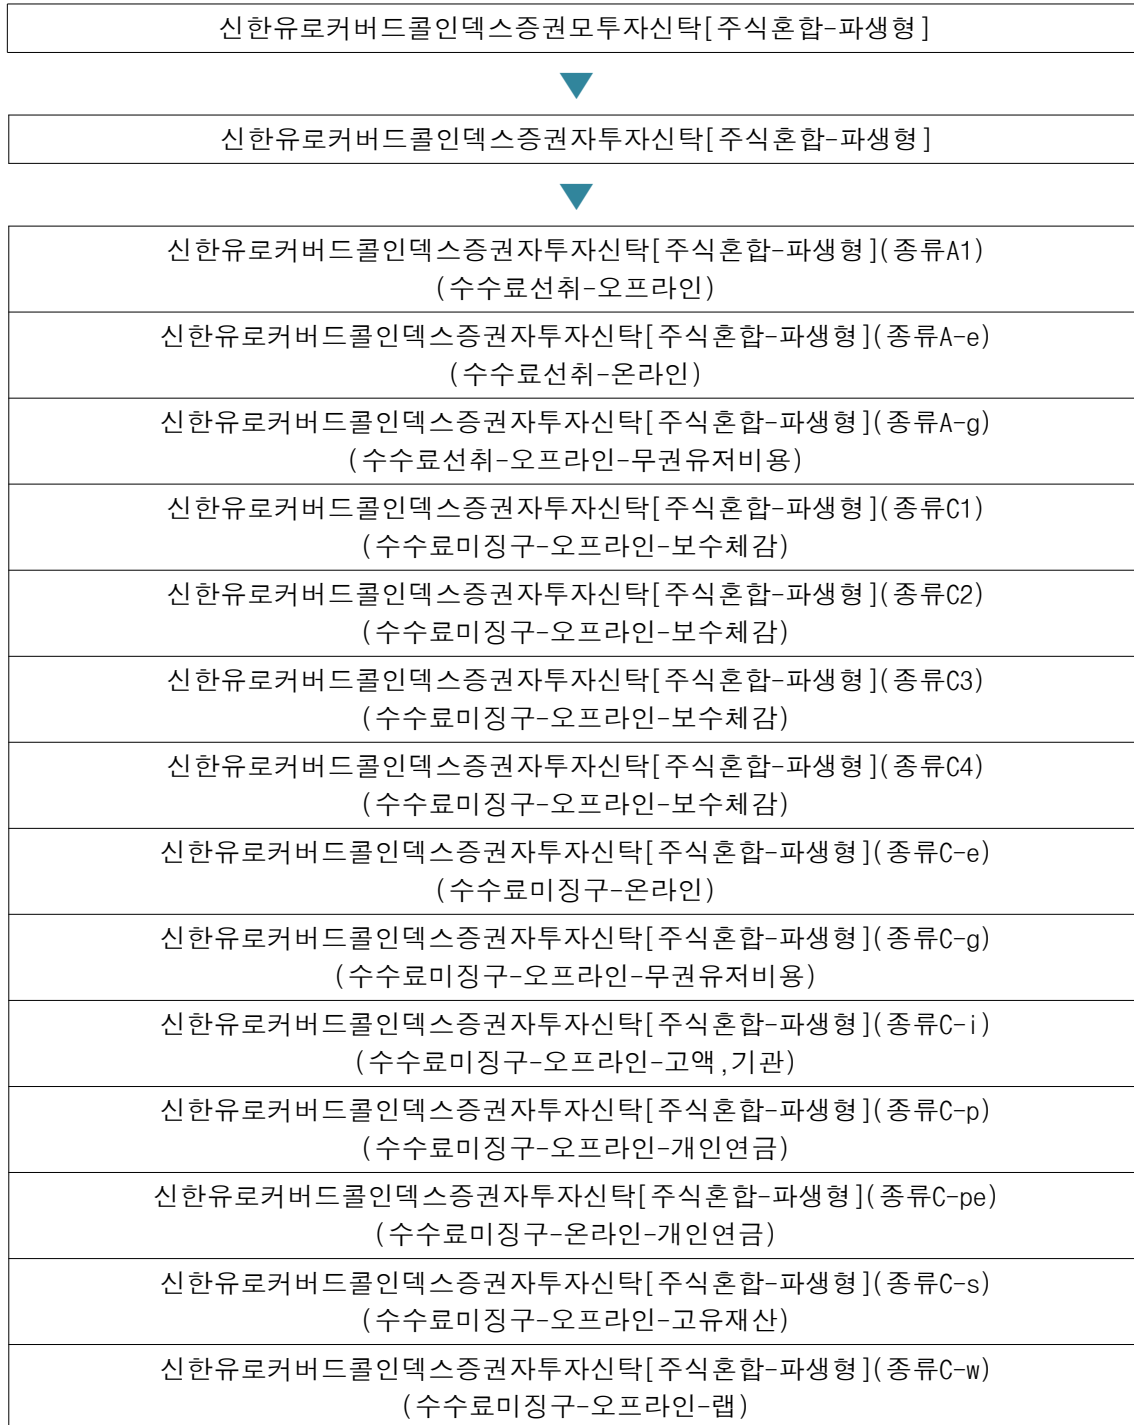 신한유로커버드콜인덱스증권모투자신탁[주식혼합-파생형]
신한유로커버드콜인덱스증권자투자신탁[주식혼합-파생형]
신한유로커버드콜인덱스증권자투자신탁[주식혼합-파생형](종류A1)
(수수료선취-오프라인)
신한유로커버드콜인덱스증권자투자신탁[주식혼합-파생형](종류A-e)
(수수료선취-온라인)
신한유로커버드콜인덱스증권자투자신탁[주식혼합-파생형](종류A-g)
(수수료선취-오프라인-무권유저비용)
신한유로커버드콜인덱스증권자투자신탁[주식혼합-파생형](종류C1)
(수수료미징구-오프라인-보수체감)
신한유로커버드콜인덱스증권자투자신탁[주식혼합-파생형](종류C2)
(수수료미징구-오프라인-보수체감)
신한유로커버드콜인덱스증권자투자신탁[주식혼합-파생형](종류C3)
(수수료미징구-오프라인-보수체감)
신한유로커버드콜인덱스증권자투자신탁[주식혼합-파생형](종류C4)
(수수료미징구-오프라인-보수체감)
신한유로커버드콜인덱스증권자투자신탁[주식혼합-파생형](종류C-e)
(수수료미징구-온라인)
신한유로커버드콜인덱스증권자투자신탁[주식혼합-파생형](종류C-g)
(수수료미징구-오프라인-무권유저비용)
신한유로커버드콜인덱스증권자투자신탁[주식혼합-파생형](종류C-i)
(수수료미징구-오프라인-고액,기관)
신한유로커버드콜인덱스증권자투자신탁[주식혼합-파생형](종류C-p)
(수수료미징구-오프라인-개인연금)
신한유로커버드콜인덱스증권자투자신탁[주식혼합-파생형](종류C-pe)
(수수료미징구-온라인-개인연금)
신한유로커버드콜인덱스증권자투자신탁[주식혼합-파생형](종류C-s)
(수수료미징구-오프라인-고유재산)
신한유로커버드콜인덱스증권자투자신탁[주식혼합-파생형](종류C-w)
(수수료미징구-오프라인-랩)